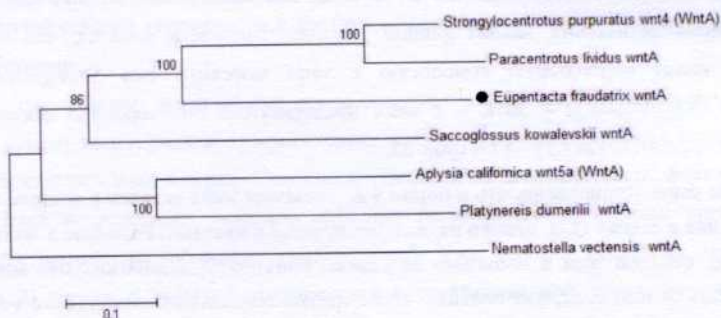 Strongylocentrotus purpuratus wnt4 (WntA)
100
Paracentrotus lividus wntA
100
Eupentacta fraudatrix wntA
86
Saccoglossus kowalevskii wntA
Aplysia californica wnt5a (WntA)
100
Platynereis dumerilii wntA
Nematostella vectensis wntA
0.1